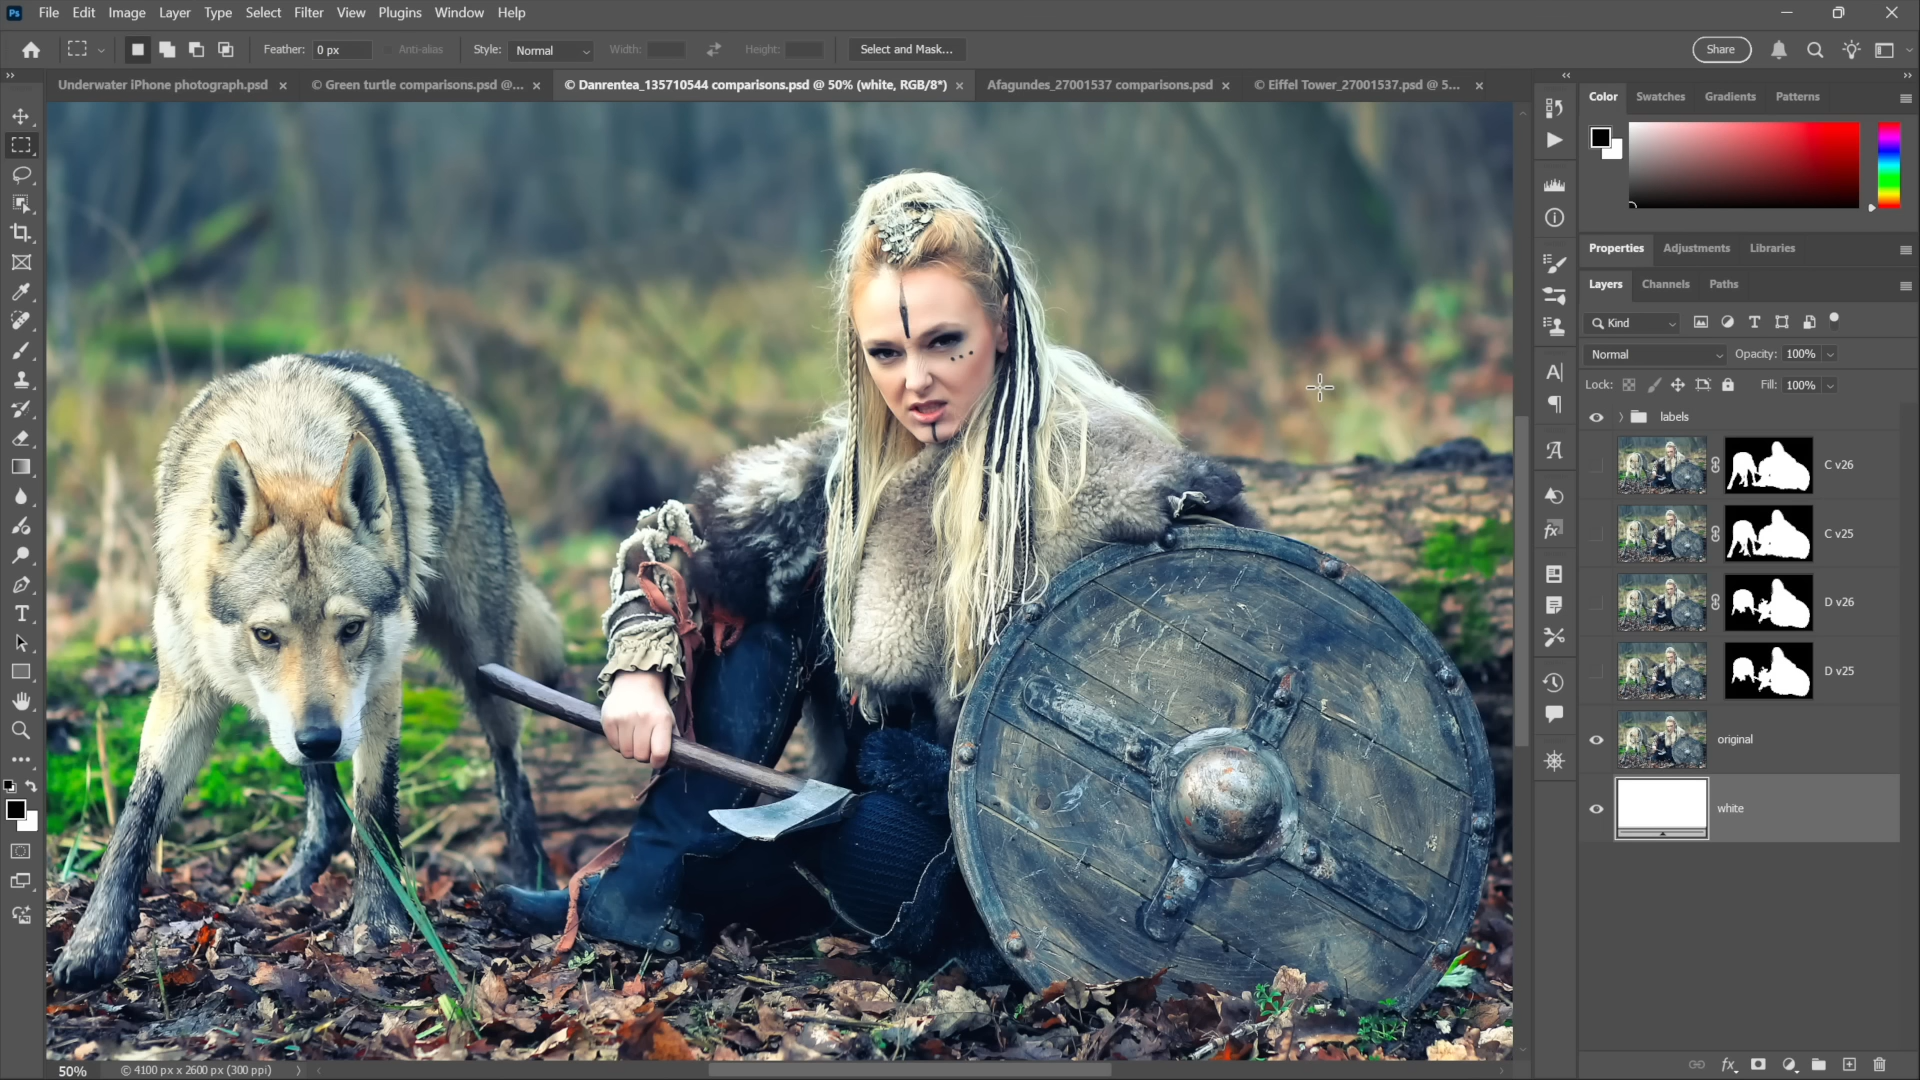 Ps File Edit Image Layer Type Select Filter View Plugins Window Help
Feather: 0 px Anti-alias Style: Normal Width: Height: Select and Mask... Share
Underwater iPhone photograph.psd × © Green turtle comparisons.psd @... × © Danrentea_135710544 comparisons.psd @ 50% (white, RGB/8*) × Afagundes_27001537 comparisons.psd × © Eiffel Tower_27001537.psd @ 5... ×
Color Swatches Gradients Patterns
Properties Adjustments Libraries
Layers Channels Paths
Kind
Normal Opacity: 100%
Lock: Fill: 100%
labels
C v26
C v25
D v26
D v25
original
white
50% © 4100 px x 2600 px (300 ppi)